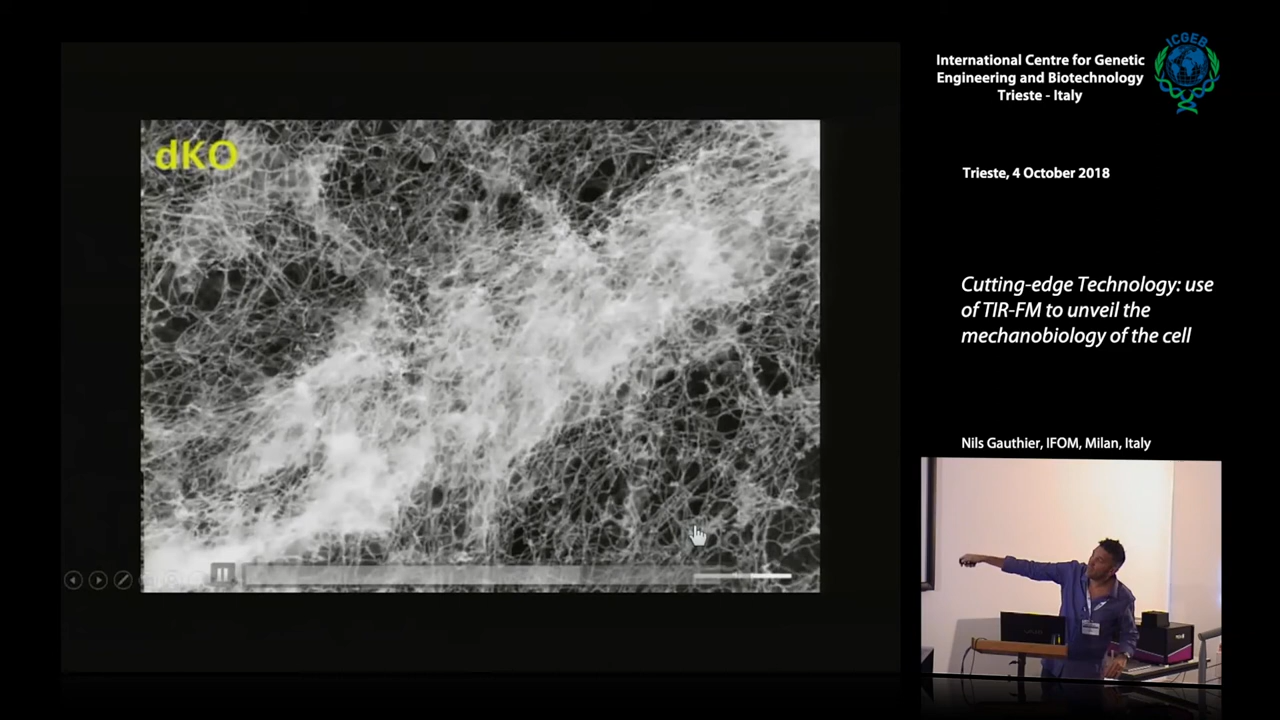 dKO
ICGEB
International Centre for Genetic
Engineering and Biotechnology
Trieste - Italy
Trieste, 4 October 2018
Cutting-edge Technology: use
of TIR-FM to unveil the
mechanobiology of the cell
Nils Gauthier, IFOM, Milan, Italy